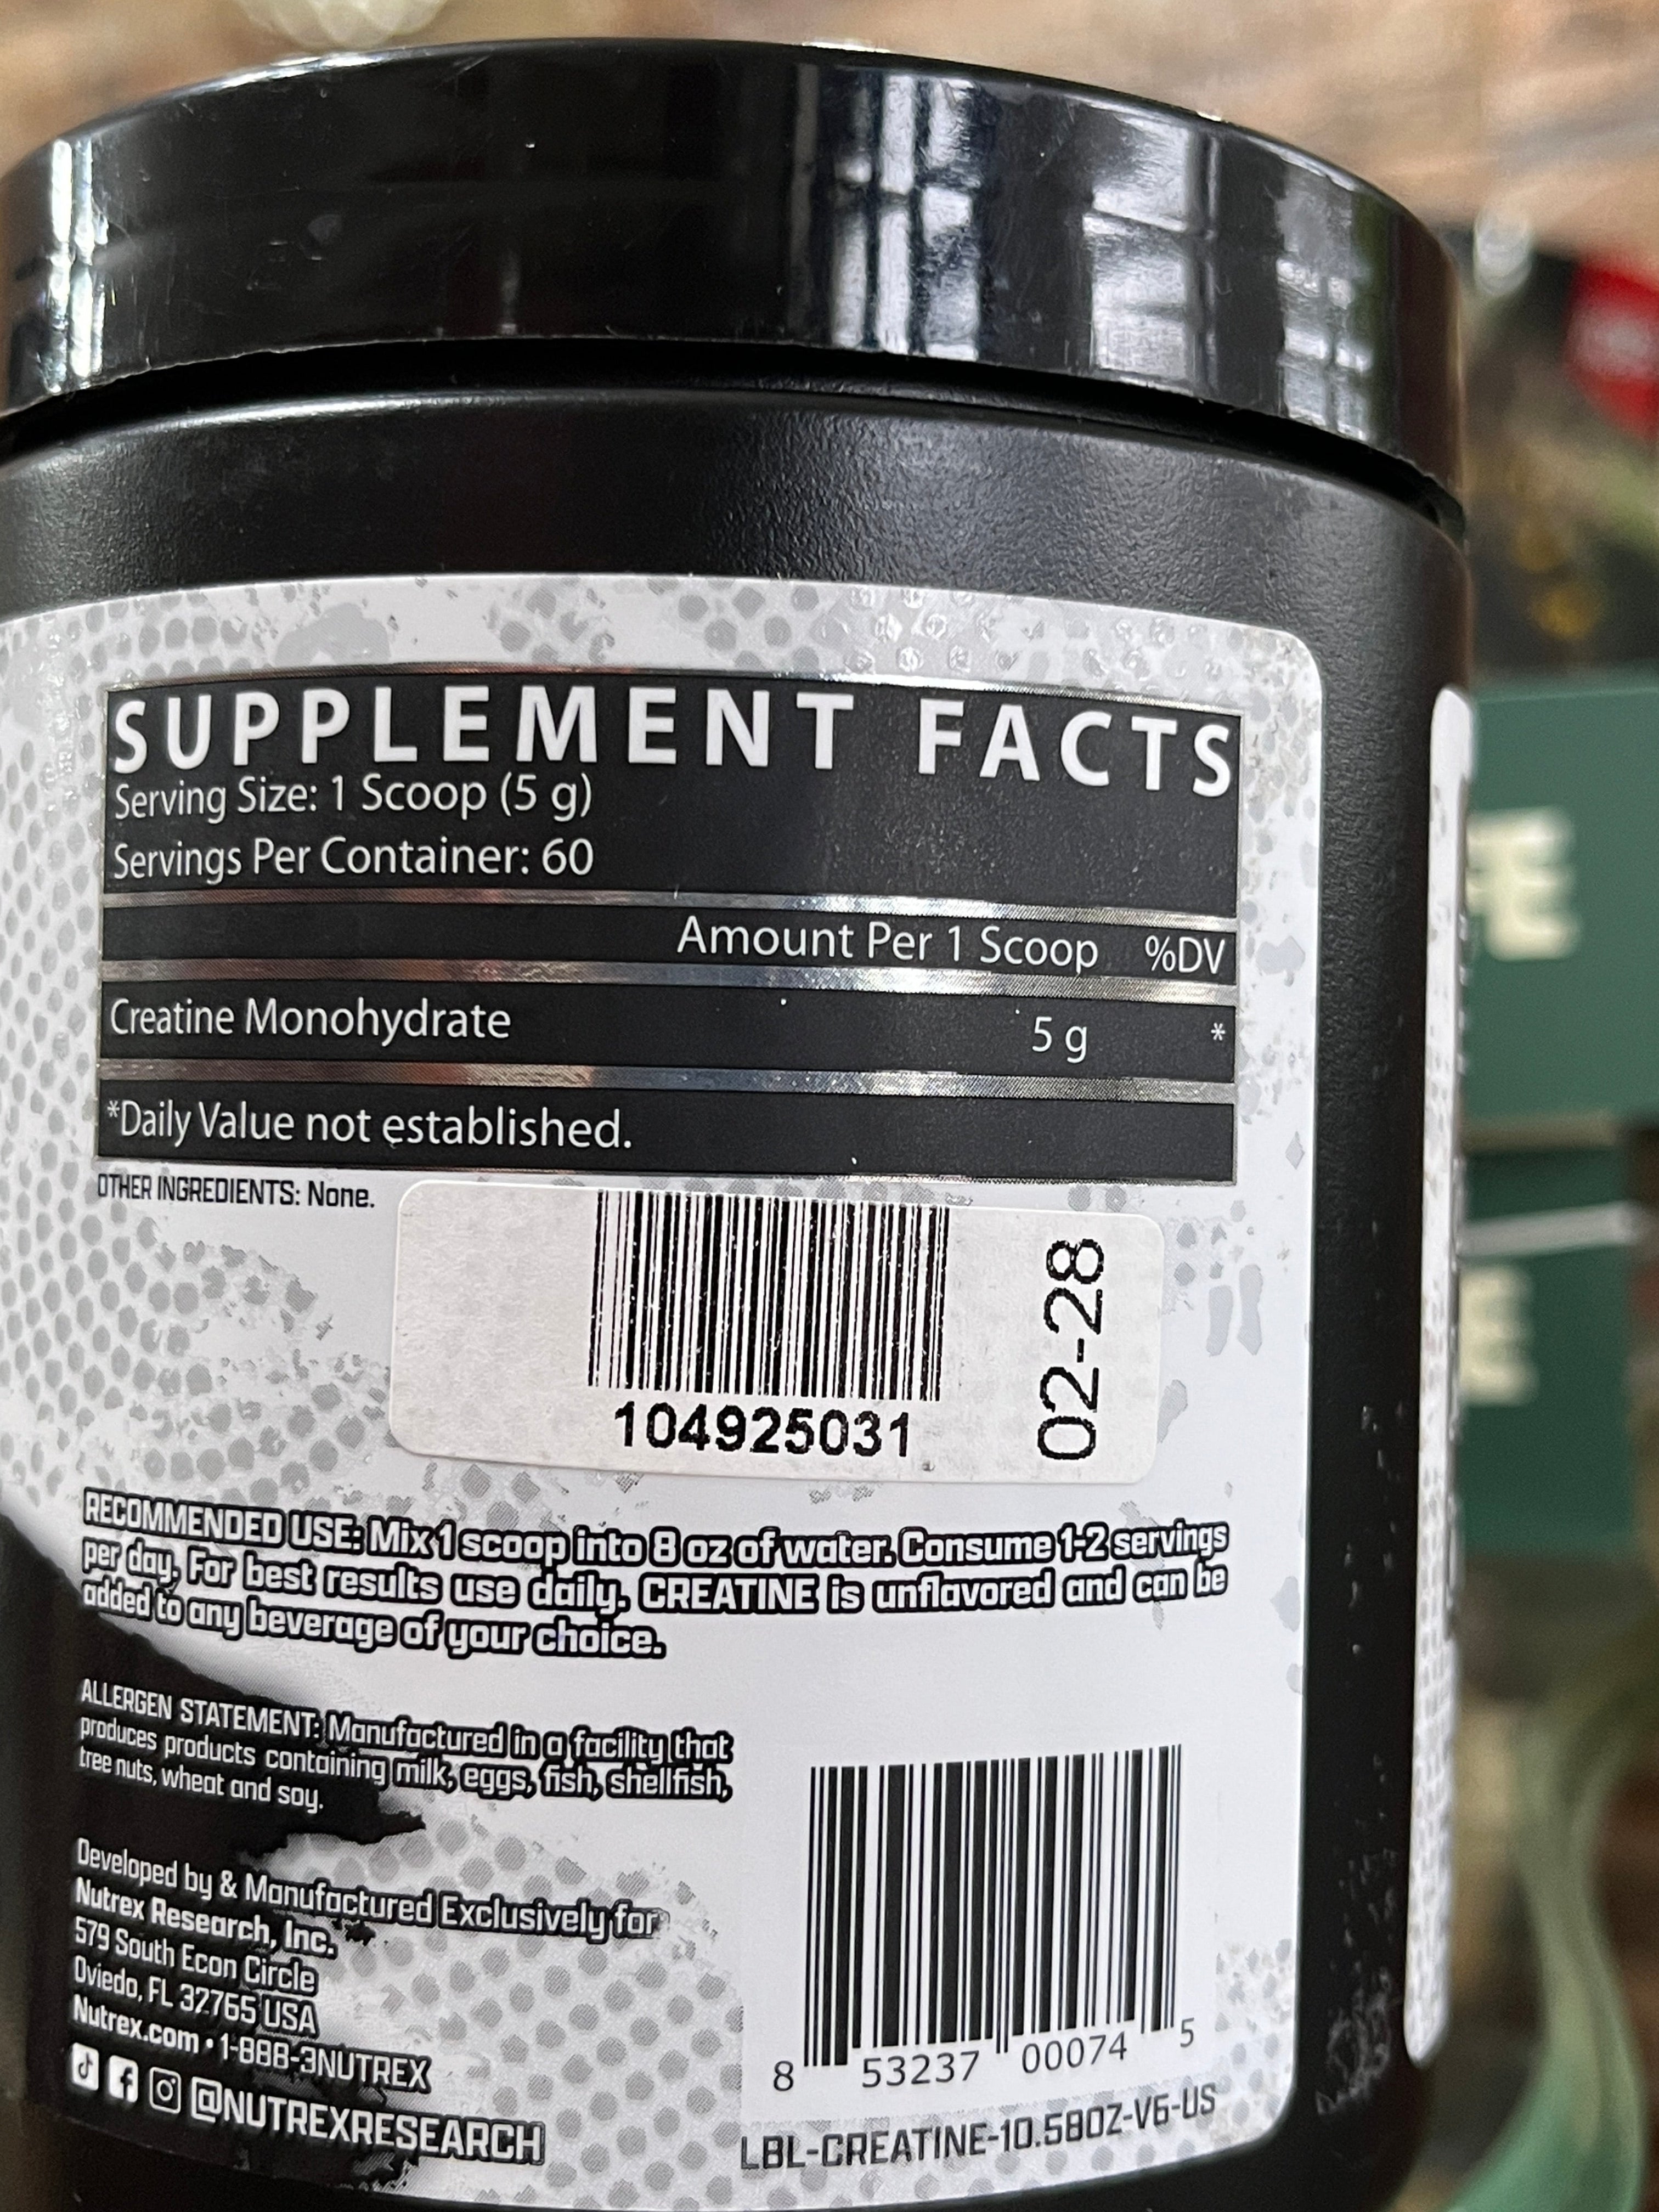 SUPPLEMENT FACTS
Serving Size: 1 Scoop (5 g)
Servings Per Container: 60
Amount Per 1 Scoop %DV
Creatine Monohydrate 5 g *
*Daily Value not established.
OTHER INGREDIENTS: None.
104925031
02-28
RECOMMENDED USE: Mix 1 scoop into 8 oz of water. Consume 1-2 servings
per day. For best results use daily. CREATINE is unflavored and can be
added to any beverage of your choice.
ALLERGEN STATEMENT: Manufactured in a facility that
produces products containing milk, eggs, fish, shellfish,
tree nuts, wheat and soy.
Developed by & Manufactured Exclusively for
Nutrex Research, Inc.
579 South Econ Circle
Oviedo, FL 32765 USA
Nutrex.com • 1-888-3NUTREX
@NUTREXRESEARCH
8 53237 00074 5
LBL-CREATINE-10.58OZ-V6-US